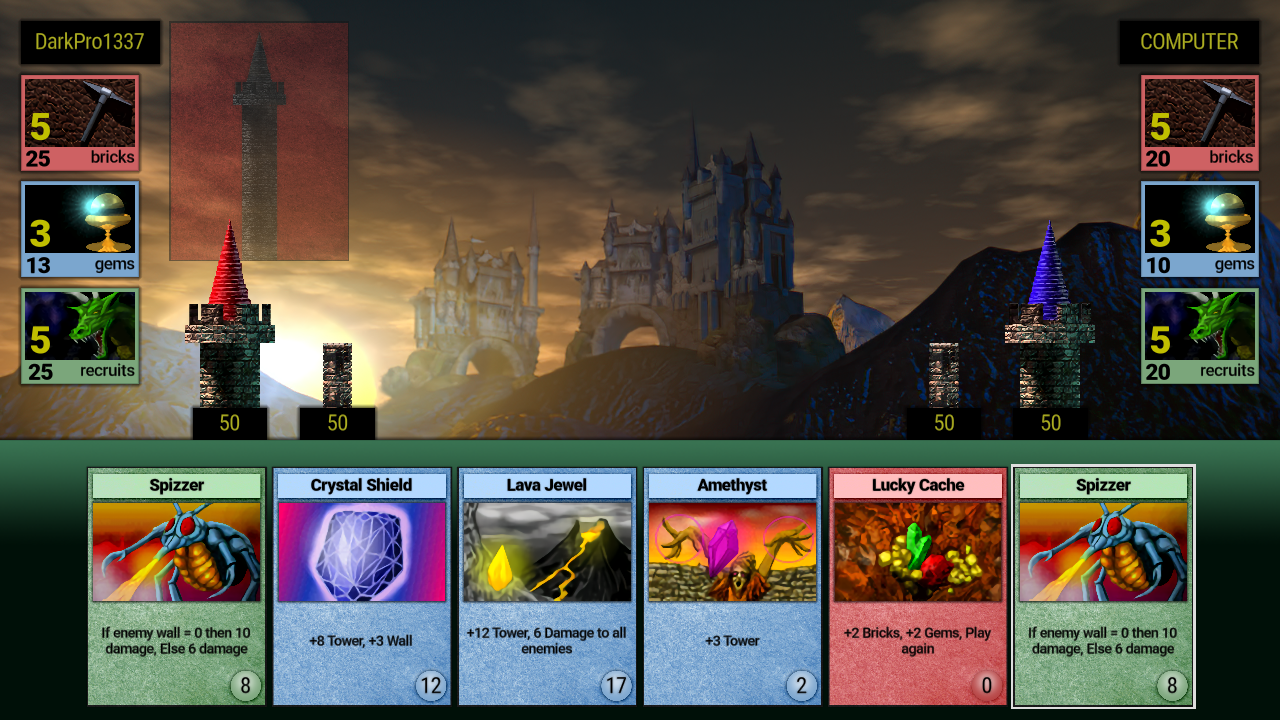 DarkPro1337
COMPUTER
5
25 bricks
3
13 gems
5
25 recruits
5
20 bricks
3
10 gems
5
20 recruits
50
50
50
50
Spizzer
If enemy wall = 0 then 10
damage, Else 6 damage
8
Crystal Shield
+8 Tower, +3 Wall
12
Lava Jewel
+12 Tower, 6 Damage to all
enemies
17
Amethyst
+3 Tower
2
Lucky Cache
+2 Bricks, +2 Gems, Play
again
0
Spizzer
If enemy wall = 0 then 10
damage, Else 6 damage
8